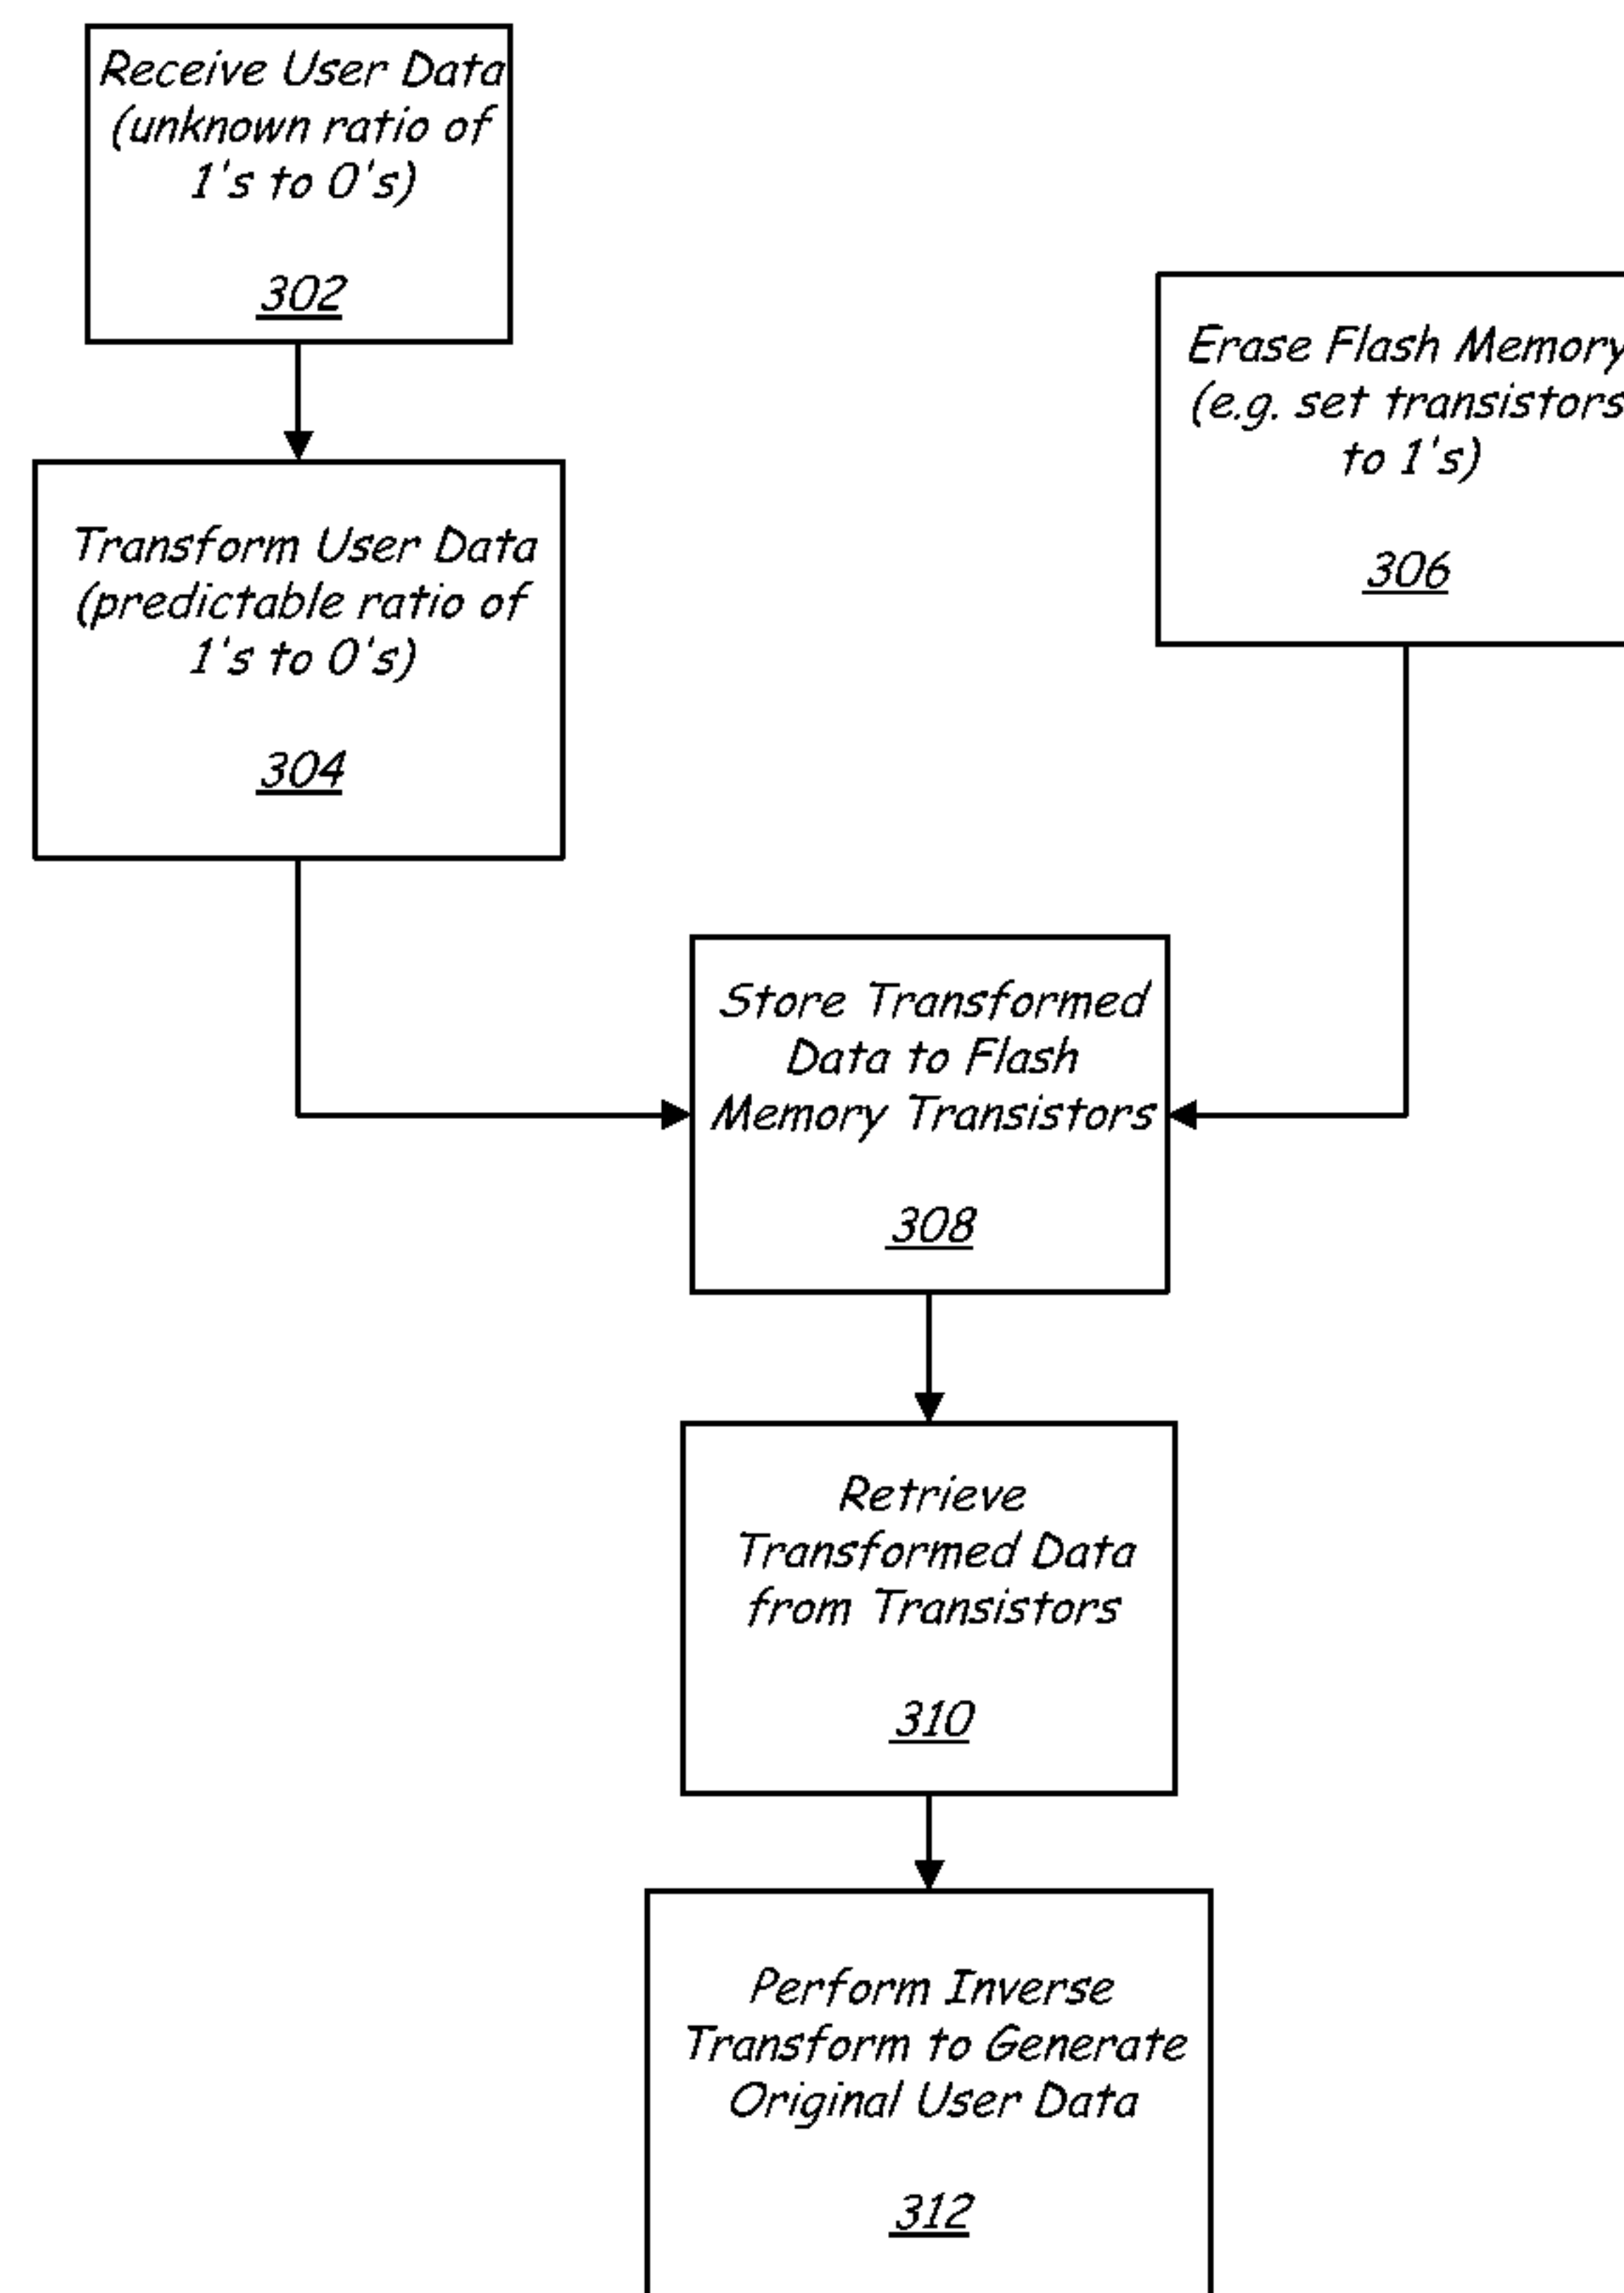 Receive User Data
(unknown ratio of
1's to 0's)
302
Transform User Data
(predictable ratio of
1's to 0's)
304
Erase Flash Memory
(e.g. set transistors
to 1's)
306
Store Transformed
Data to Flash
Memory Transistors
308
Retrieve
Transformed Data
from Transistors
310
Perform Inverse
Transform to Generate
Original User Data
312